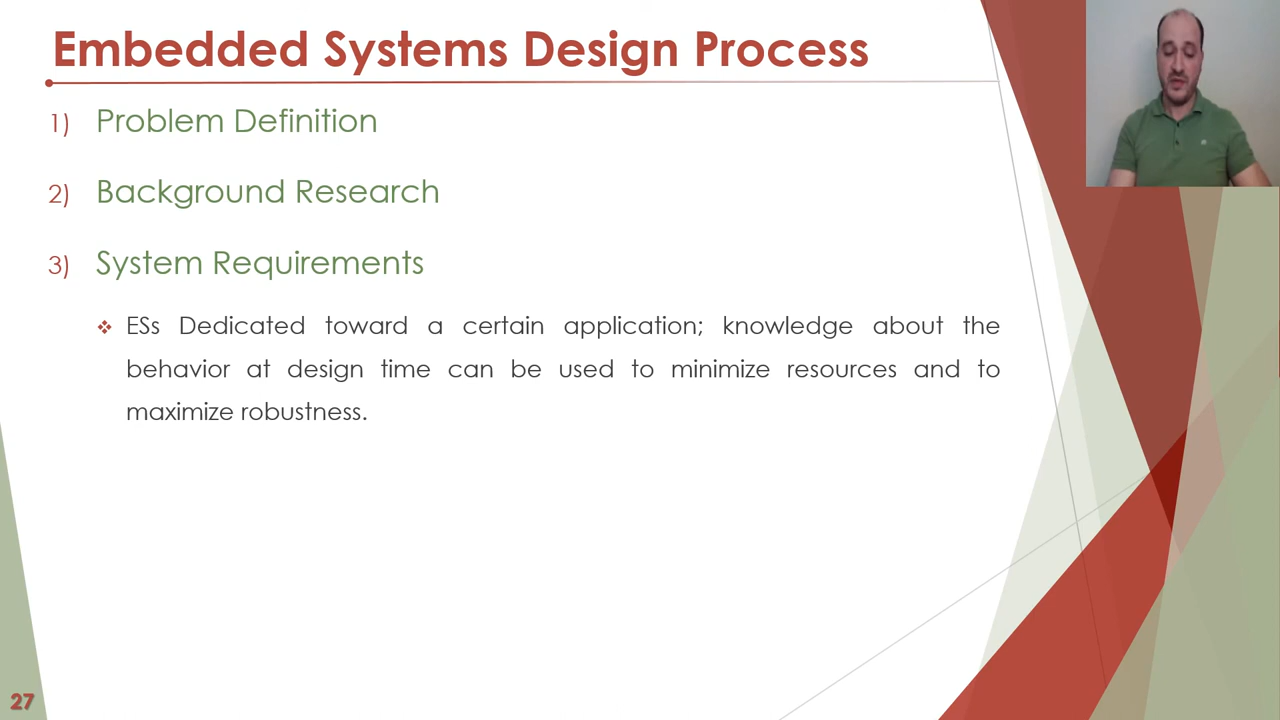 Embedded Systems Design Process
1) Problem Definition
2) Background Research
3) System Requirements
❖ ESs Dedicated toward a certain application; knowledge about the
behavior at design time can be used to minimize resources and to
maximize robustness.
27